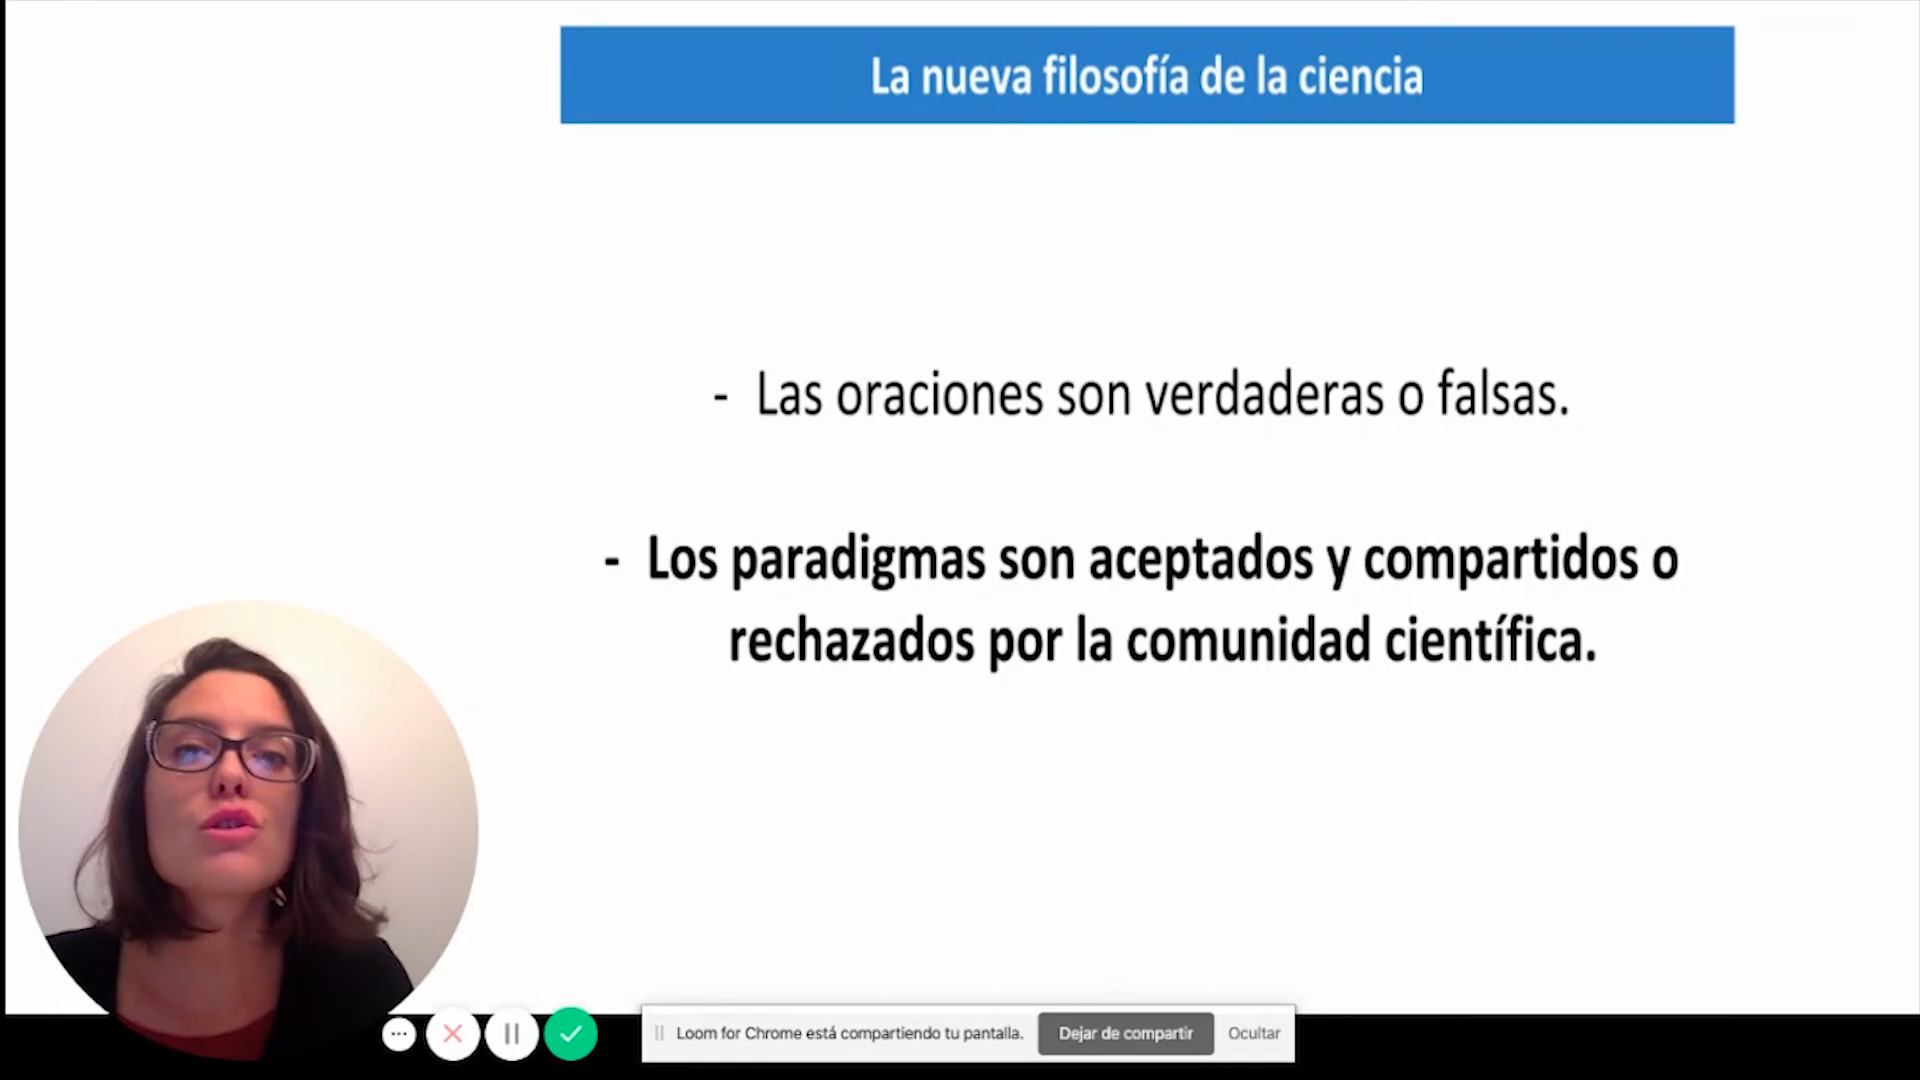 La nueva filosofía de la ciencia
- Las oraciones son verdaderas o falsas.
- Los paradigmas son aceptados y compartidos o
rechazados por la comunidad científica.
Loom for Chrome está compartiendo tu pantalla. Dejar de compartir Ocultar